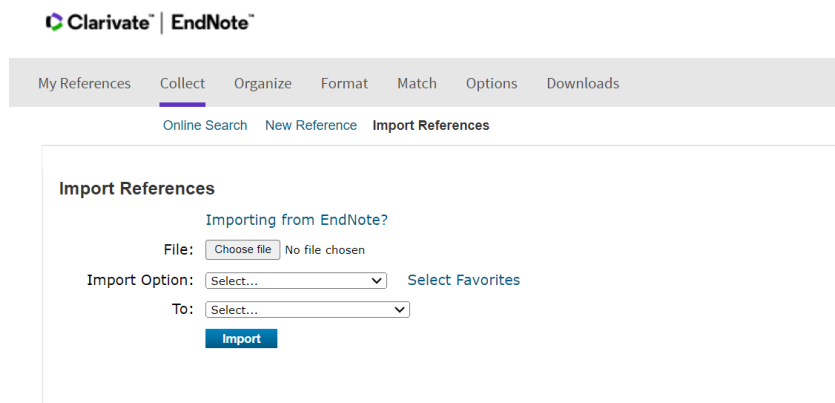 Clarivate™ | EndNote™
My References Collect Organize Format Match Options Downloads
Online Search New Reference Import References
Import References
Importing from EndNote?
File: Choose file No file chosen
Import Option: Select... Select Favorites
To: Select...
Import